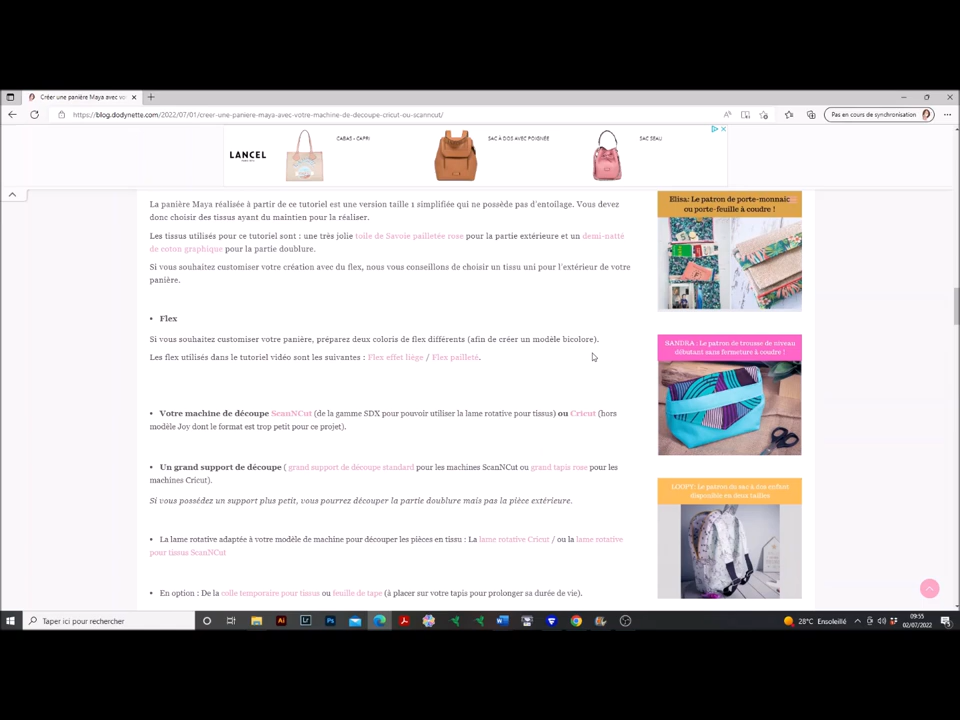 Créer une panière Maya avec vo
https://blog.dodynette.com/2022/07/01/creer-une-paniere-maya-avec-votre-machine-de-decoupe-cricut-ou-scanncut/
Pas en cours de synchronisation
LANCEL
PARIS 1876
CABAS - CAPRI
SAC À DOS AVEC POIGNÉE
SAC SEAU
La panière Maya réalisée à partir de ce tutoriel est une version taille 1 simplifiée qui ne possède pas d'entoilage. Vous devez
donc choisir des tissus ayant du maintien pour la réaliser.
Les tissus utilisés pour ce tutoriel sont : une très jolie toile de Savoie pailletée rose pour la partie extérieure et un demi-natté
de coton graphique pour la partie doublure.
Si vous souhaitez customiser votre création avec du flex, nous vous conseillons de choisir un tissu uni pour l'extérieur de votre
panière.
• Flex
Si vous souhaitez customiser votre panière, préparez deux coloris de flex différents (afin de créer un modèle bicolore).
Les flex utilisés dans le tutoriel vidéo sont les suivantes : Flex effet liège / Flex pailleté.
• Votre machine de découpe ScanNCut (de la gamme SDX pour pouvoir utiliser la lame rotative pour tissus) ou Cricut (hors
modèle Joy dont le format est trop petit pour ce projet).
• Un grand support de découpe ( grand support de découpe standard pour les machines ScanNCut ou grand tapis rose pour les
machines Cricut).
Si vous possédez un support plus petit, vous pourrez découper la partie doublure mais pas la pièce extérieure.
• La lame rotative adaptée à votre modèle de machine pour découper les pièces en tissu : La lame rotative Cricut / ou la lame rotative
pour tissus ScanNCut
• En option : De la colle temporaire pour tissus ou feuille de tape (à placer sur votre tapis pour prolonger sa durée de vie).
Elisa: Le patron de porte-monnaie
ou porte-feuille à coudre !
SANDRA : Le patron de trousse de niveau
débutant sans fermeture à coudre !
LOOPY: Le patron de sac à dos enfant
disponible en deux tailles
Taper ici pour rechercher
28°C Ensoleillé
09:55
02/07/2022